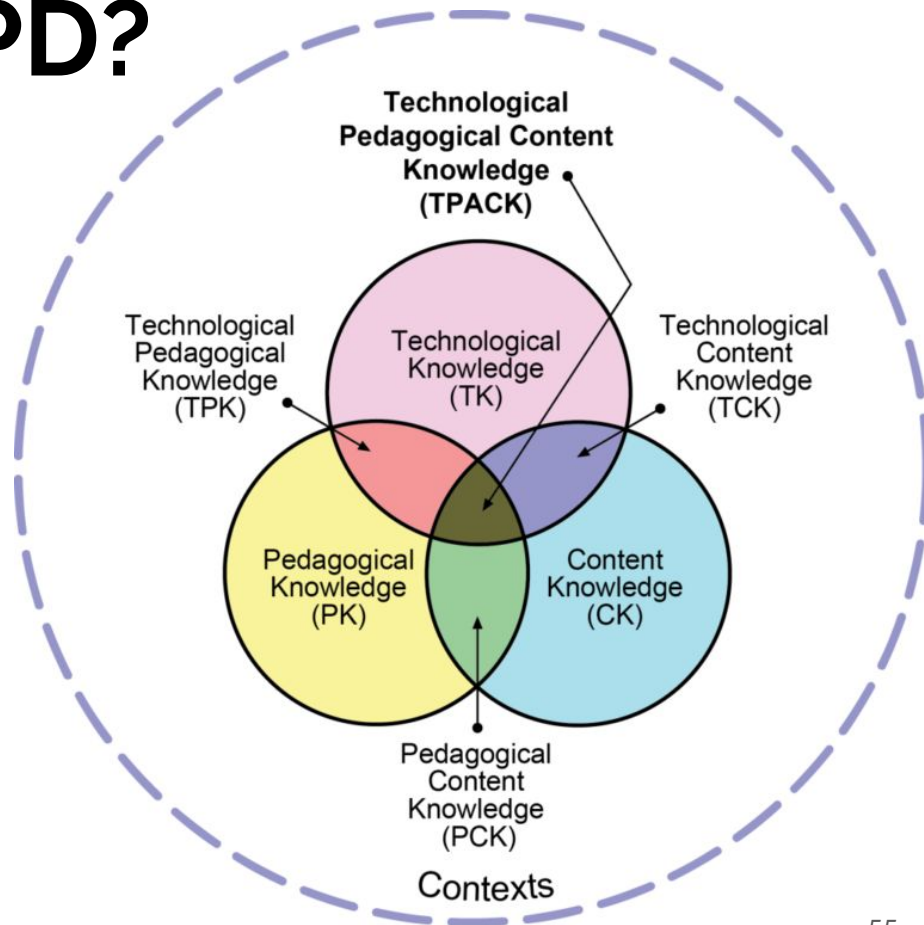 PD?
Technological
Pedagogical Content
Knowledge
(TPACK)
Technological
Pedagogical
Knowledge
(TPK)
Technological
Knowledge
(TK)
Technological
Content
Knowledge
(TCK)
Pedagogical
Knowledge
(PK)
Content
Knowledge
(CK)
Pedagogical
Content
Knowledge
(PCK)
Contexts
55